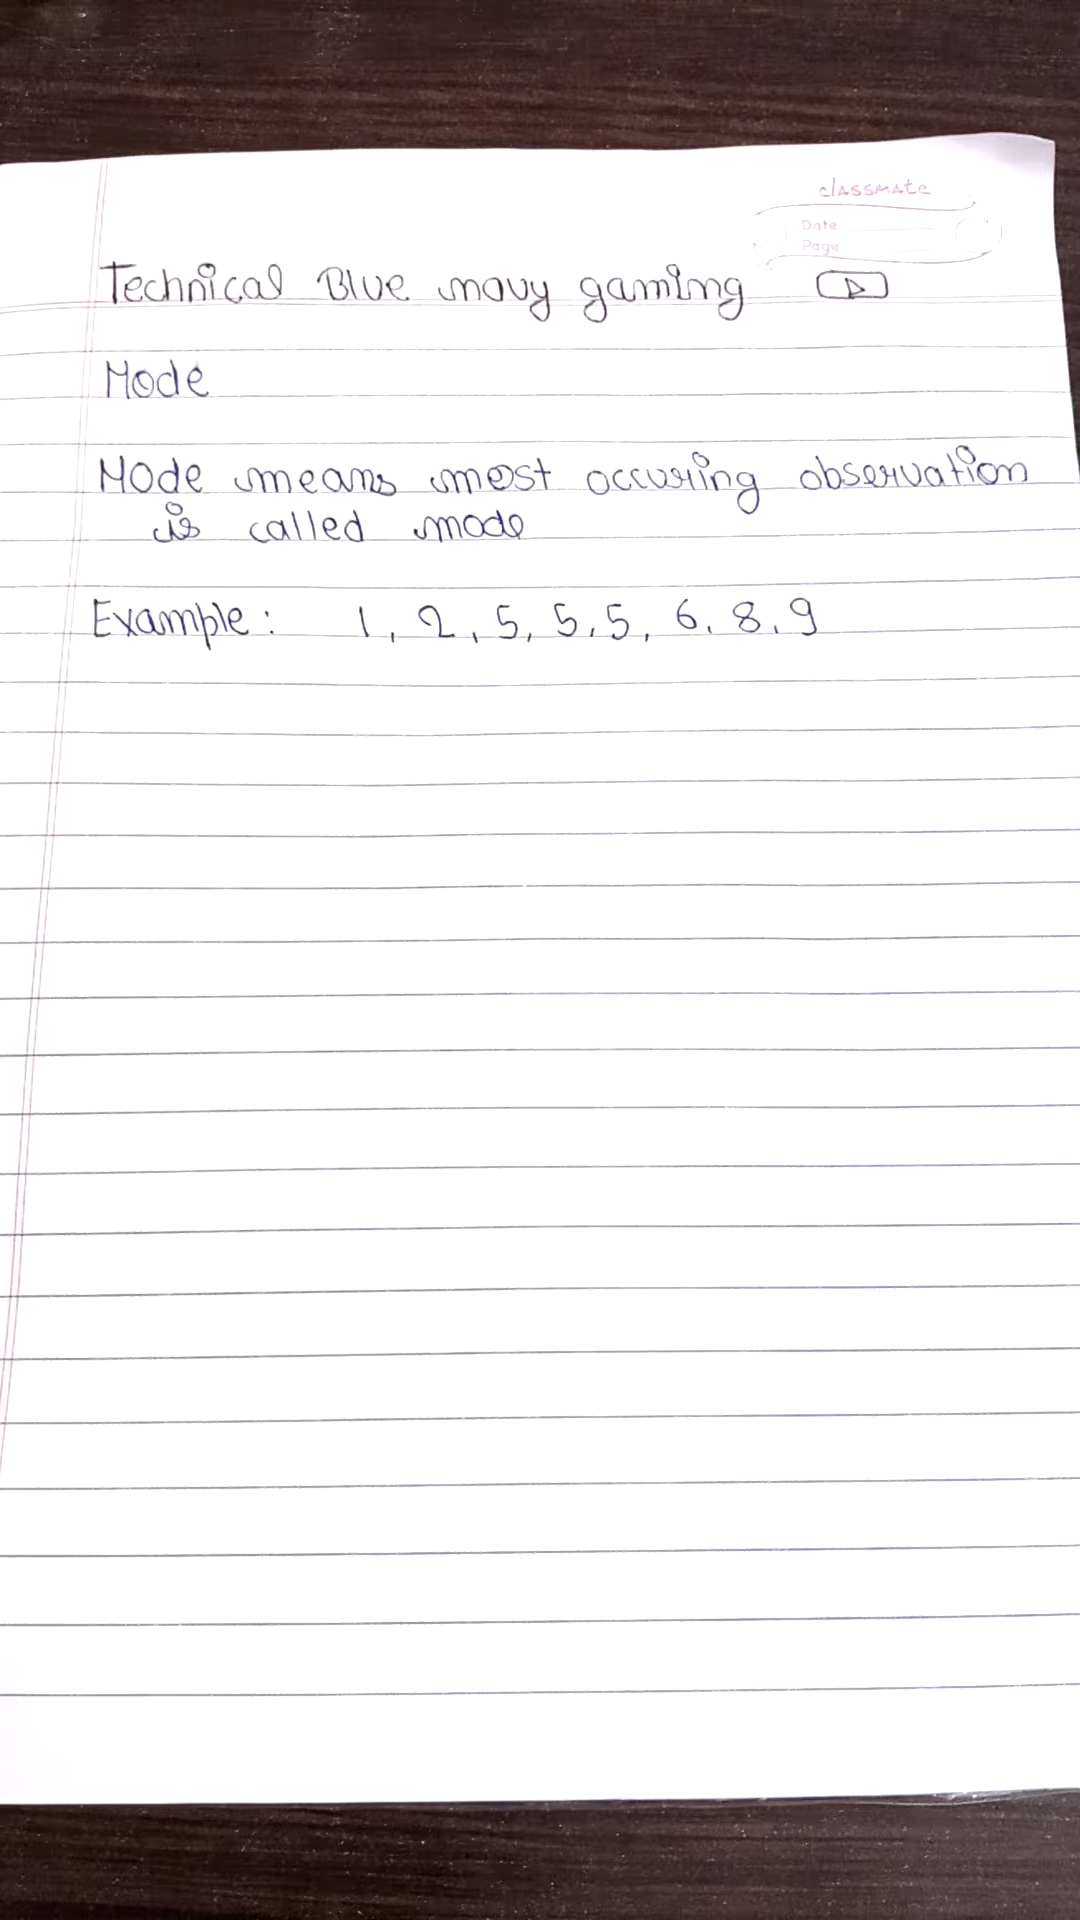 classmate
Date
Page
Technical Blue navy gaming
Mode
Mode means most occuring observation
is called mode
Example: 1, 2, 5, 5, 5, 6, 8, 9